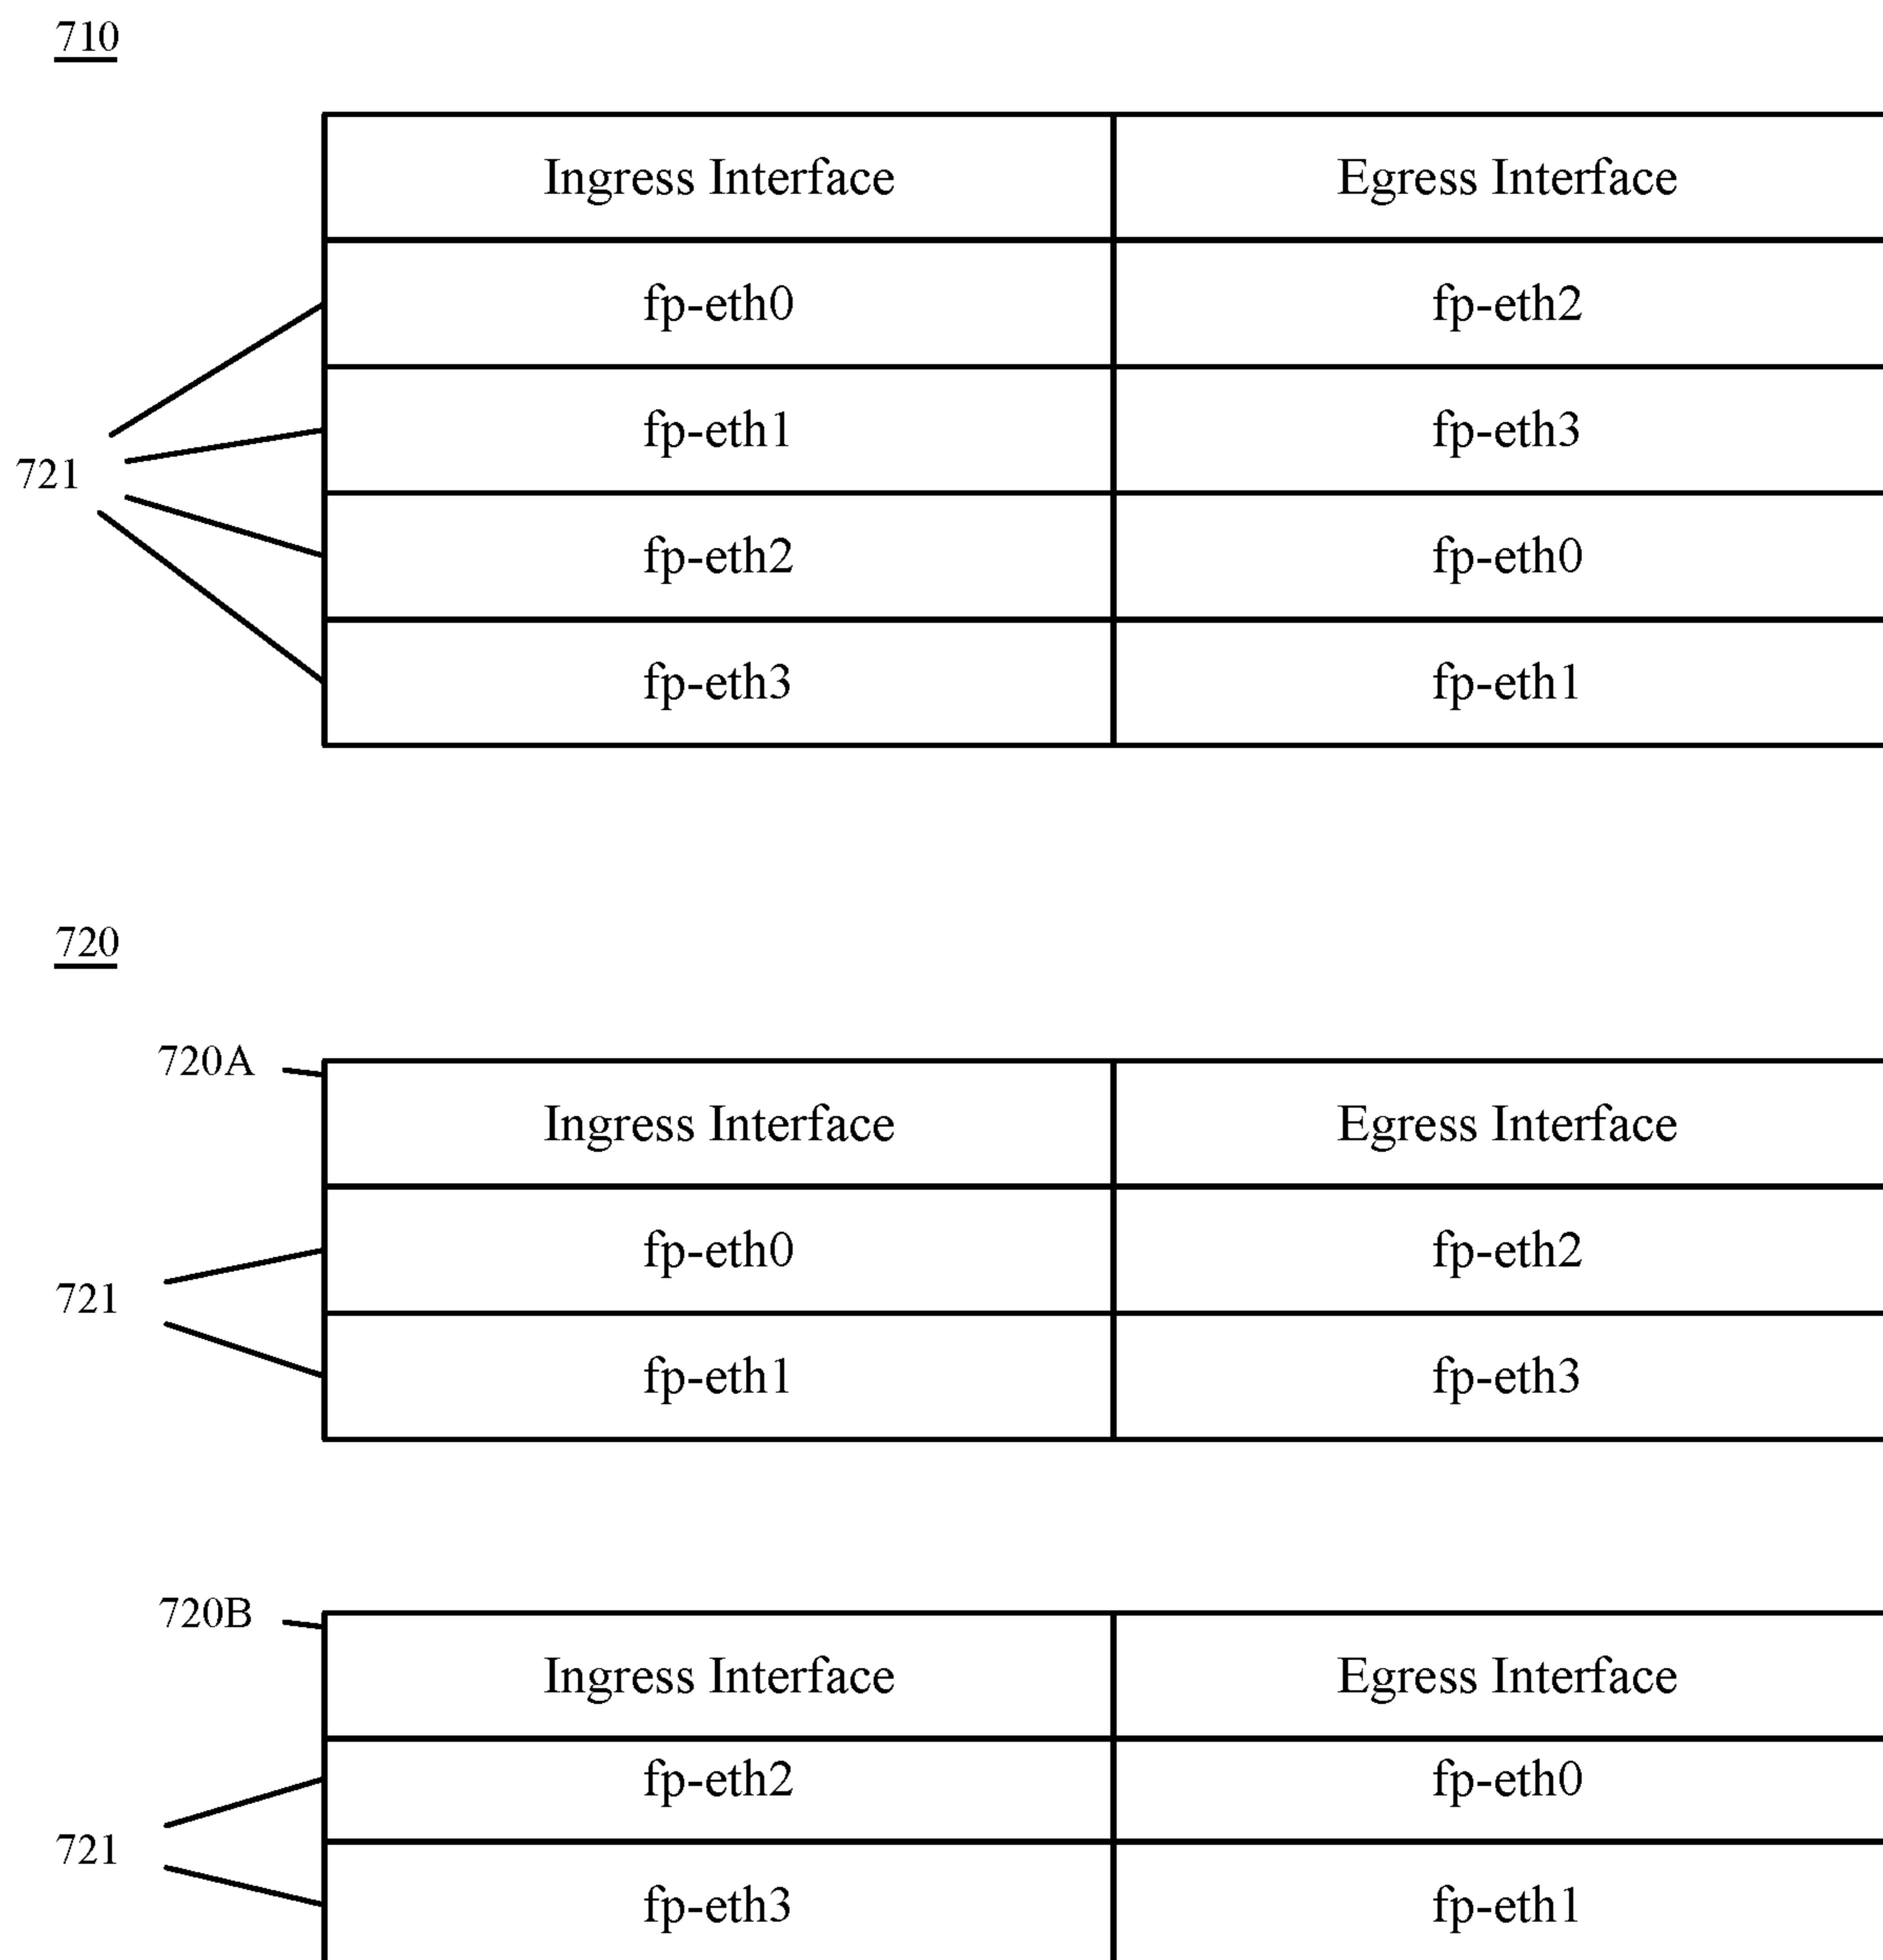 710
Ingress Interface Egress Interface
fp-eth0 fp-eth2
fp-eth1 fp-eth3
721
fp-eth2 fp-eth0
fp-eth3 fp-eth1
720
720A
Ingress Interface Egress Interface
fp-eth0 fp-eth2
721
fp-eth1 fp-eth3
720B
Ingress Interface Egress Interface
fp-eth2 fp-eth0
721
fp-eth3 fp-eth1